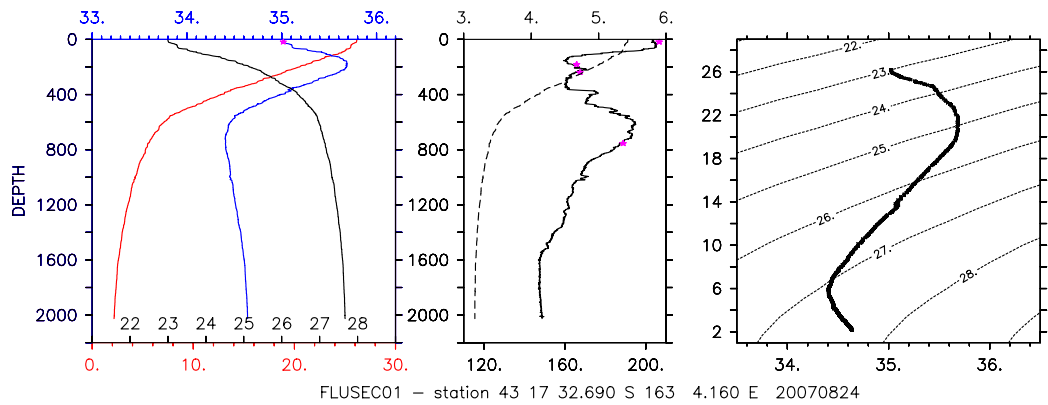 33. 34. 35. 36. 3. 4. 5. 6.
0 0 26
400 400 22
800 800 18
DEPTH
1200 1200 14
1600 1600 10
2000 2000 6
2
22 23 24 25 26 27 28
22.
23.
24.
25.
26.
27.
28.
0. 10. 20. 30. 120. 160. 200. 34. 35. 36.
FLUSEC01 – station 43 17 32.690 S 163 4.160 E 20070824